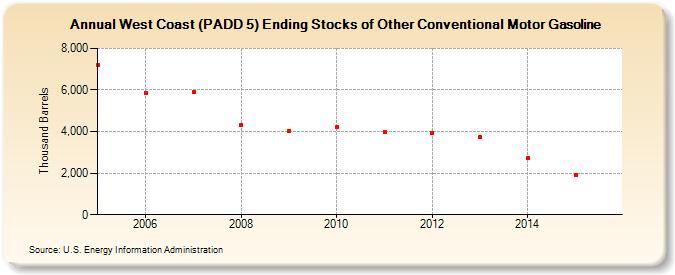 Annual West Coast (PADD 5) Ending Stocks of Other Conventional Motor Gasoline
Thousand Barrels
8,000
6,000
4,000
2,000
0
2006 2008 2010 2012 2014
Source: U.S. Energy Information Administration